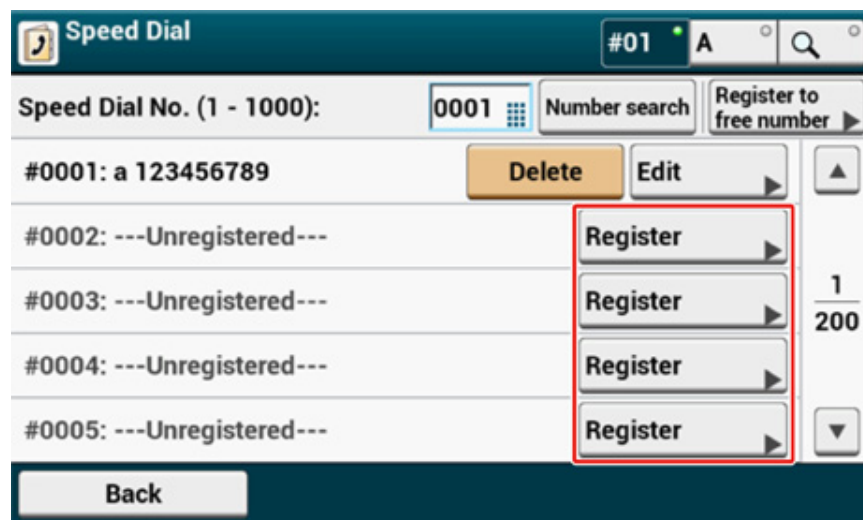 Speed Dial
#01 A
Speed Dial No. (1 - 1000): 0001 Number search Register to
free number
#0001: a 123456789 Delete Edit
#0002: ---Unregistered--- Register
#0003: ---Unregistered--- Register
1
200
#0004: ---Unregistered--- Register
#0005: ---Unregistered--- Register
Back